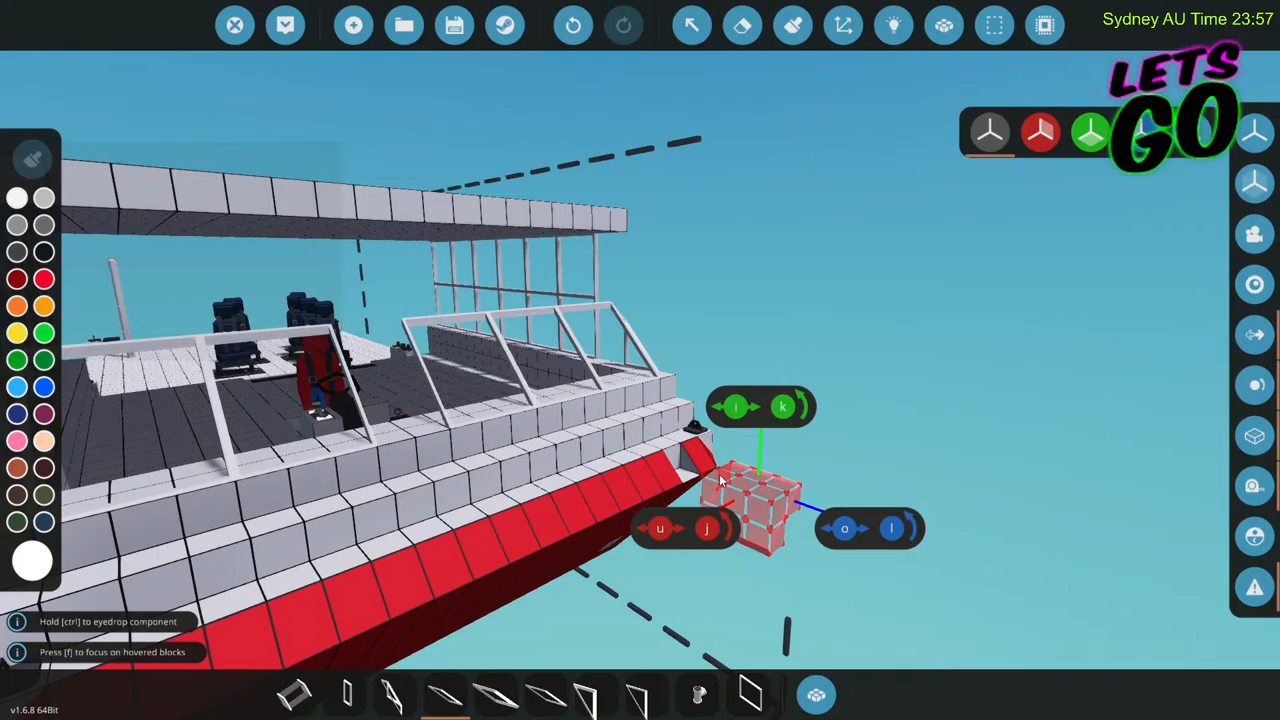 Sydney AU Time 23:57
LETS
GO
i k
u j
o l
Hold [ctrl] to eyedrop component
Press [f] to focus on hovered blocks
v1.6.8 64Bit